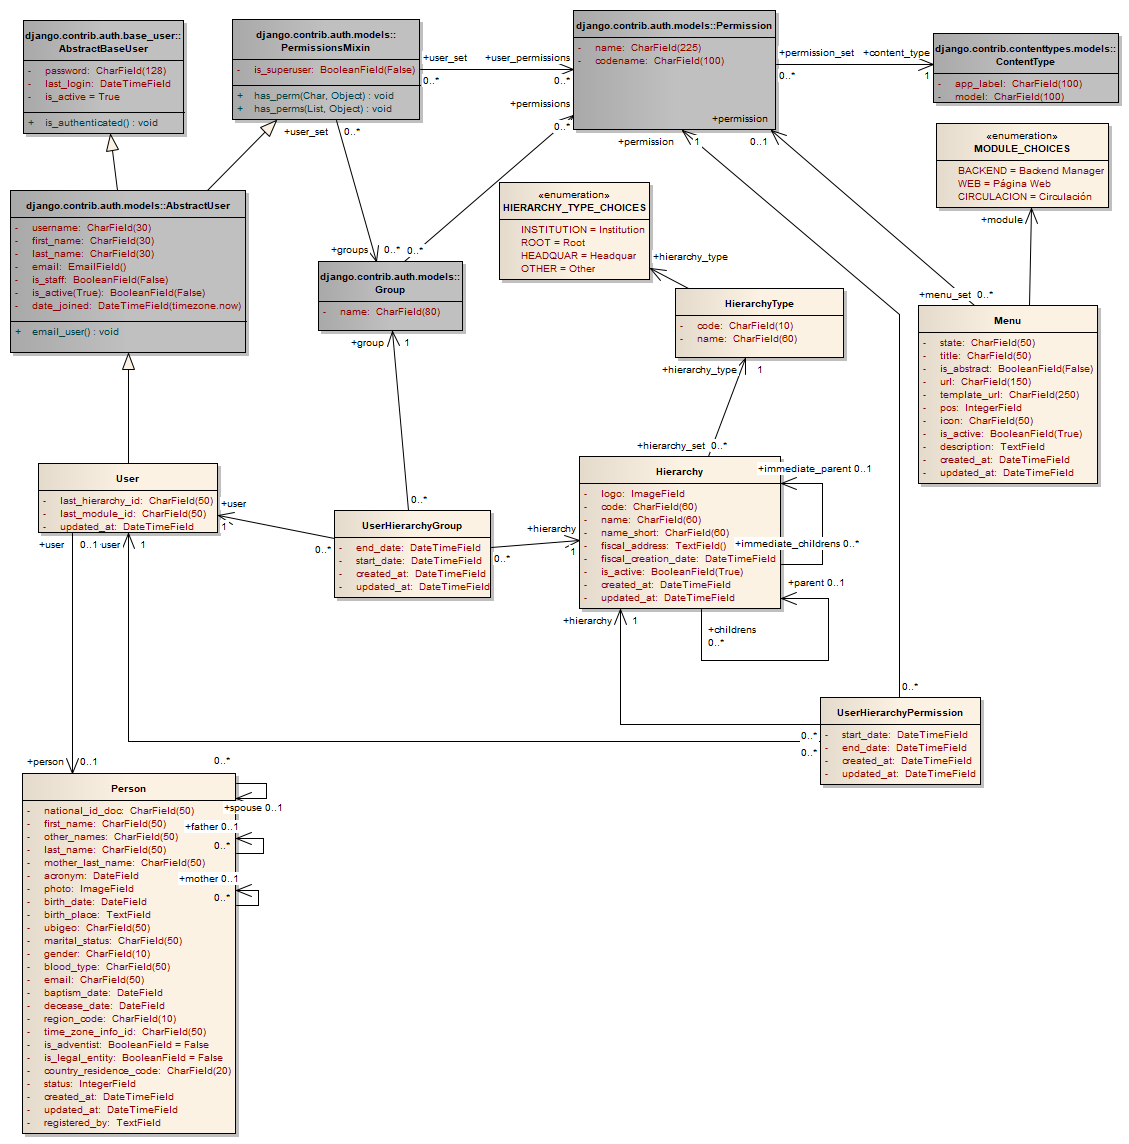 django.contrib.auth.base_user::
AbstractBaseUser
- password: CharField(128)
- last_login: DateTimeField
- is_active = True
+ is_authenticated() : void
django.contrib.auth.models::
PermissionsMixin
- is_superuser: BooleanField(False)
+ has_perm(Char, Object) : void
+ has_perms(List, Object) : void
+user_set
0..*
+user_permissions
0..*
django.contrib.auth.models::Permission
- name: CharField(225)
- codename: CharField(100)
+permission
+permission_set
0..*
+content_type
1
django.contrib.contenttypes.models::
ContentType
- app_label: CharField(100)
- model: CharField(100)
+user_set 0..*
+permissions
0..*
+permission 1
0..1
«enumeration»
MODULE_CHOICES
BACKEND = Backend Manager
WEB = Página Web
CIRCULACION = Circulación
+module
django.contrib.auth.models::AbstractUser
- username: CharField(30)
- first_name: CharField(30)
- last_name: CharField(30)
- email: EmailField()
- is_staff: BooleanField(False)
- is_active(True): BooleanField(False)
- date_joined: DateTimeField(timezone.now)
+ email_user() : void
«enumeration»
HIERARCHY_TYPE_CHOICES
INSTITUTION = Institution
ROOT = Root
HEADQUAR = Headquar
OTHER = Other
+hierarchy_type
+groups 0..* 0..*
django.contrib.auth.models::
Group
- name: CharField(80)
+group 1
HierarchyType
- code: CharField(10)
- name: CharField(60)
+hierarchy_type 1
+menu_set 0..*
Menu
- state: CharField(50)
- title: CharField(50)
- is_abstract: BooleanField(False)
- url: CharField(150)
- template_url: CharField(250)
- pos: IntegerField
- icon: CharField(50)
- is_active: BooleanField(True)
- description: TextField
- created_at: DateTimeField
- updated_at: DateTimeField
+hierarchy_set 0..*
Hierarchy
- logo: ImageField
- code: CharField(60)
- name: CharField(60)
- name_short: CharField(60)
- fiscal_address: TextField()
- fiscal_creation_date: DateTimeField
- is_active: BooleanField(True)
- created_at: DateTimeField
- updated_at: DateTimeField
+immediate_parent 0..1
+immediate_childrens 0..*
+parent 0..1
+childrens
0..*
+hierarchy 1
User
- last_hierarchy_id: CharField(50)
- last_module_id: CharField(50)
- updated_at: DateTimeField
+user
1
+user 0..1
+user 1
0..*
UserHierarchyGroup
- end_date: DateTimeField
- start_date: DateTimeField
- created_at: DateTimeField
- updated_at: DateTimeField
0..*
0..*
+hierarchy
1
0..*
UserHierarchyPermission
- start_date: DateTimeField
- end_date: DateTimeField
- created_at: DateTimeField
- updated_at: DateTimeField
0..*
0..*
+person 0..1
0..*
Person
- national_id_doc: CharField(50)
- first_name: CharField(50)
- other_names: CharField(50)
- last_name: CharField(50)
- mother_last_name: CharField(50)
- acronym: DateField
- photo: ImageField
- birth_date: DateField
- birth_place: TextField
- ubigeo: CharField(50)
- marital_status: CharField(50)
- gender: CharField(10)
- blood_type: CharField(50)
- email: CharField(50)
- baptism_date: DateField
- decease_date: DateField
- region_code: CharField(10)
- time_zone_info_id: CharField(50)
- is_adventist: BooleanField = False
- is_legal_entity: BooleanField = False
- country_residence_code: CharField(20)
- status: IntegerField
- created_at: DateTimeField
- updated_at: DateTimeField
- registered_by: TextField
+spouse 0..1
+father 0..1
0..*
+mother 0..1
0..*